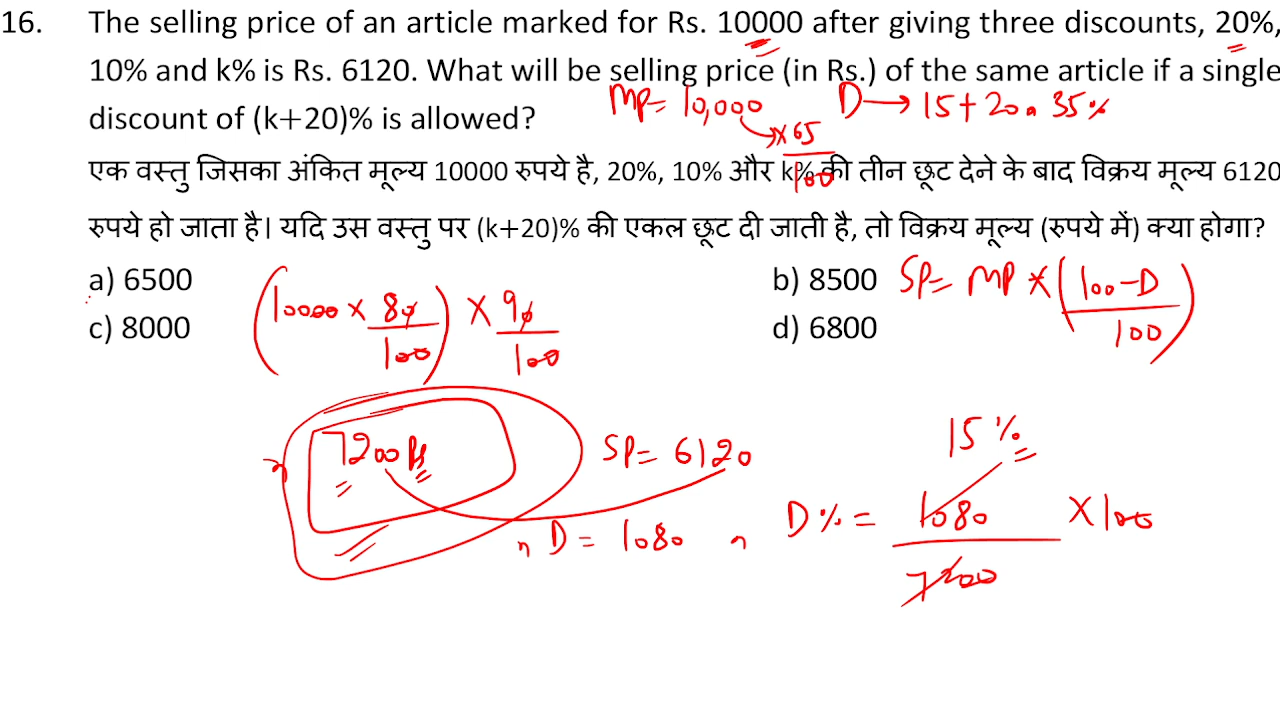 16. The selling price of an article marked for Rs. 10000 after giving three discounts, 20%,
10% and k% is Rs. 6120. What will be selling price (in Rs.) of the same article if a single
discount of (k+20)% is allowed?
MP= 10,000 D→ 15+20 = 35%
×65
100
एक वस्तु जिसका अंकित मूल्य 10000 रुपये है, 20%, 10% और k% की तीन छूट देने के बाद विक्रय मूल्य 6120
रुपये हो जाता है। यदि उस वस्तु पर (k+20)% की एकल छूट दी जाती है, तो विक्रय मूल्य (रुपये में) क्या होगा?
a) 6500 b) 8500
c) 8000 d) 6800
SP= MP × (100-D / 100)
(10000 × 80/100) × 90/100
7200 SP= 6120 15%
D = 1080 D% = 1080/7200 ×100